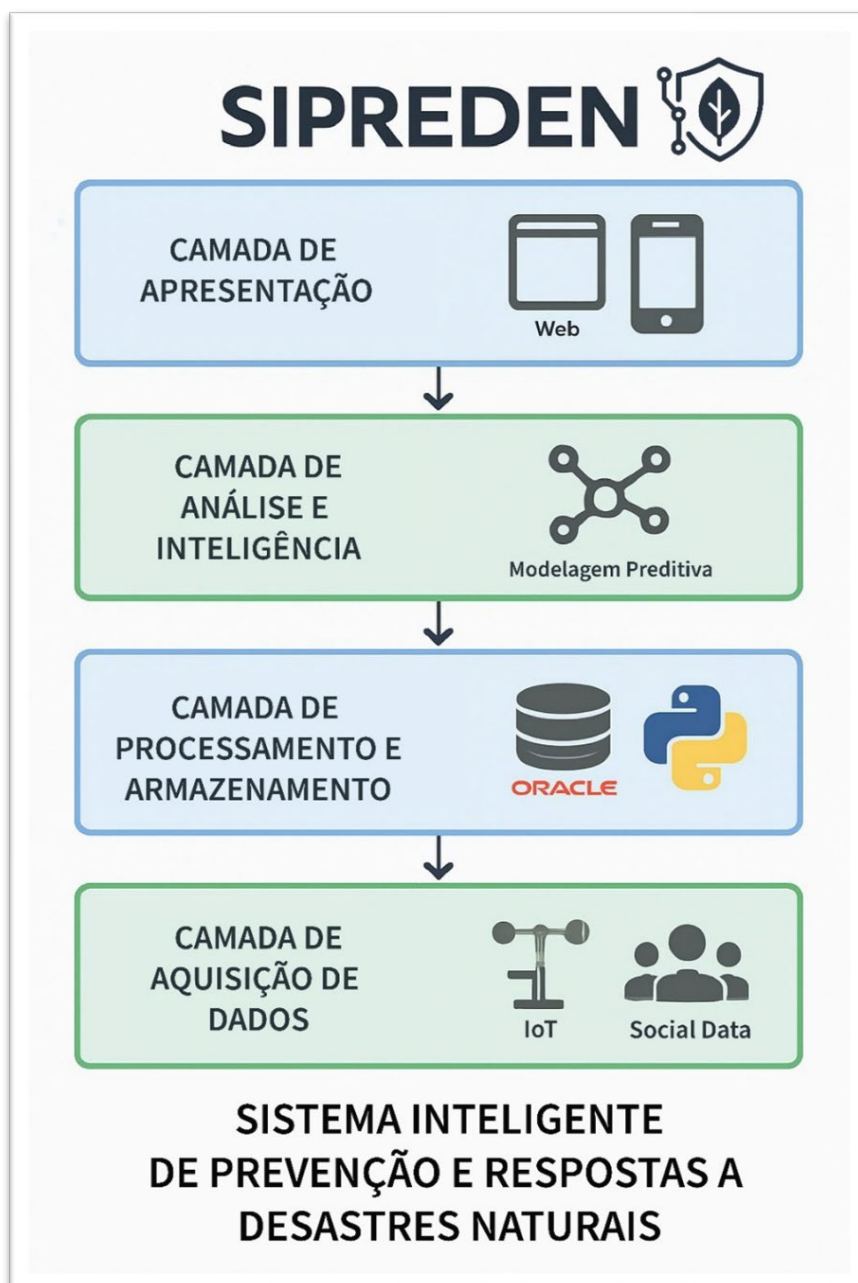 SIPREDEN
CAMADA DE
APRESENTAÇÃO
Web
CAMADA DE
ANÁLISE E
INTELIGÊNCIA
Modelagem Preditiva
CAMADA DE
PROCESSAMENTO E
ARMAZENAMENTO
ORACLE
CAMADA DE
AQUISIÇÃO DE
DADOS
IoT
Social Data
SISTEMA INTELIGENTE
DE PREVENÇÃO E RESPOSTAS A
DESASTRES NATURAIS